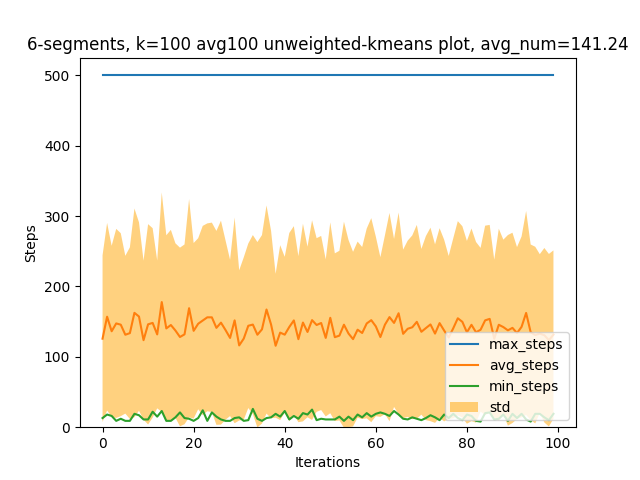 6-segments, k=100 avg100 unweighted-kmeans plot, avg_num=141.24
500
400
300
200
100
0
Steps
max_steps
avg_steps
min_steps
std
0
20
40
60
80
100
Iterations